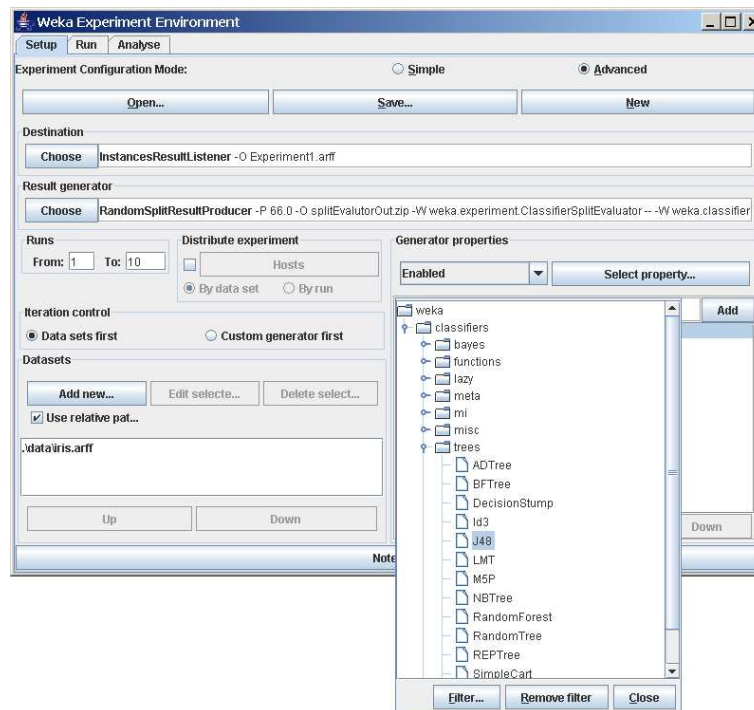 Weka Experiment Environment
Setup Run Analyse
Experiment Configuration Mode: Simple Advanced
Open... Save... New
Destination
Choose InstancesResultListener -O Experiment1.arff
Result generator
Choose RandomSplitResultProducer -P 66.0 -O splitEvalutorOut.zip -W weka.experiment.ClassifierSplitEvaluator -- -W weka.classifier
Runs
From: 1 To: 10
Distribute experiment
Hosts
By data set By run
Generator properties
Enabled Select property...
Iteration control
Data sets first Custom generator first
Datasets
Add new... Edit selecte... Delete select...
Use relative pat...
.\data\iris.arff
Up Down
Add
weka
classifiers
bayes
functions
lazy
meta
mi
misc
trees
ADTree
BFTree
DecisionStump
Id3
J48
LMT
M5P
NBTree
RandomForest
RandomTree
REPTree
SimpleCart
Down
Note
Filter... Remove filter Close